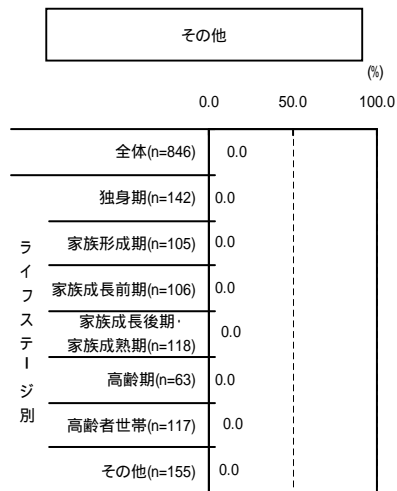 その他
(%)
0.0 50.0 100.0
全体(n=846) 0.0
ライフステージ別
独身期(n=142) 0.0
家族形成期(n=105) 0.0
家族成長前期(n=106) 0.0
家族成長後期・
家族成熟期(n=118) 0.0
高齢期(n=63) 0.0
高齢者世帯(n=117) 0.0
その他(n=155) 0.0